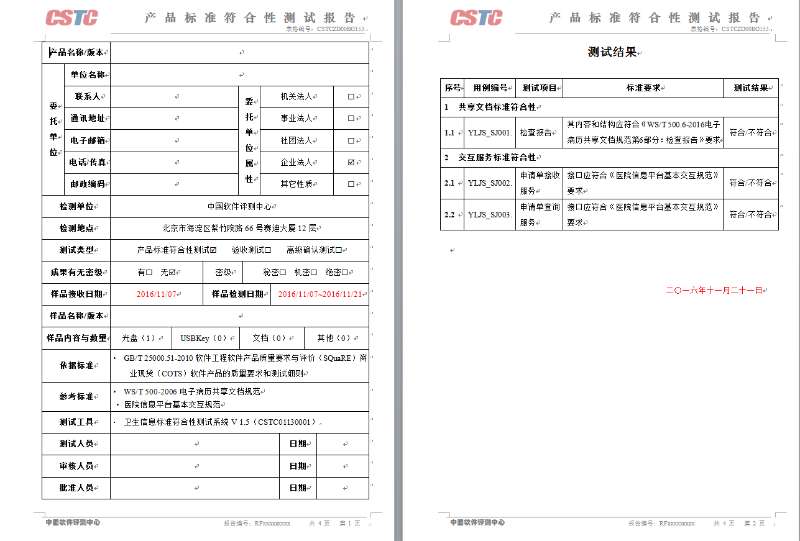 CSTC 产品标准符合性测试报告
表格编号：CSTCZD06BG153
产品名称/版本
委托单位
单位名称
联系人
委托单位属性
机关法人 □
通讯地址
事业法人 □
电子邮箱
社团法人 □
电话/传真
企业法人 ☑
邮政编码
其它性质 □
检测单位 中国软件评测中心
检测地点 北京市海淀区紫竹院路 66 号赛迪大厦 12 层
测试类型 产品标准符合性测试☑ 验收测试□ 高级确认测试□
成果有无密级 有□ 无☑ 密级 秘密□ 机密□ 绝密□
样品接收日期 2016/11/07 样品检测日期 2016/11/07~2016/11/21
样品名称/版本
样品内容与数量 光盘（1） USBKey（0） 文档（0） 其他（0）
依据标准
· GB/T 25000.51-2010 软件工程软件产品质量要求与评价（SQuaRE）商
业现货（COTS）软件产品的质量要求和测试细则
参考标准
· WS/T 500-2006 电子病历共享文档规范
· 医院信息平台基本交互规范
测试工具 · 卫生信息标准符合性测试系统 V 1.5（CSTC01130001）.
测试人员 日期
审核人员 日期
批准人员 日期
中国软件评测中心 报告编号：RFxxxxxxxxx 共 4 页 第 1 页
CSTC 产品标准符合性测试报告
表格编号：CSTCZD06BG153
测试结果
序号 用例编号 测试项目 标准要求 测试结果
1 共享文档标准符合性
1.1 YLJS_SJ001. 检查报告 其内容和结构应符合《WS/T 500.6-2016电子
病历共享文档规范第6部分：检查报告》要求 符合/不符合
2 交互服务标准符合性
2.1 YLJS_SJ002. 申请单接收
服务 接口应符合《医院信息平台基本交互规范》
要求 符合/不符合
2.2 YLJS_SJ003. 申请单查询
服务 接口应符合《医院信息平台基本交互规范》
要求 符合/不符合
二〇一六年十一月二十一日
中国软件评测中心 报告编号：RFxxxxxxxxx 共 4 页 第 2 页